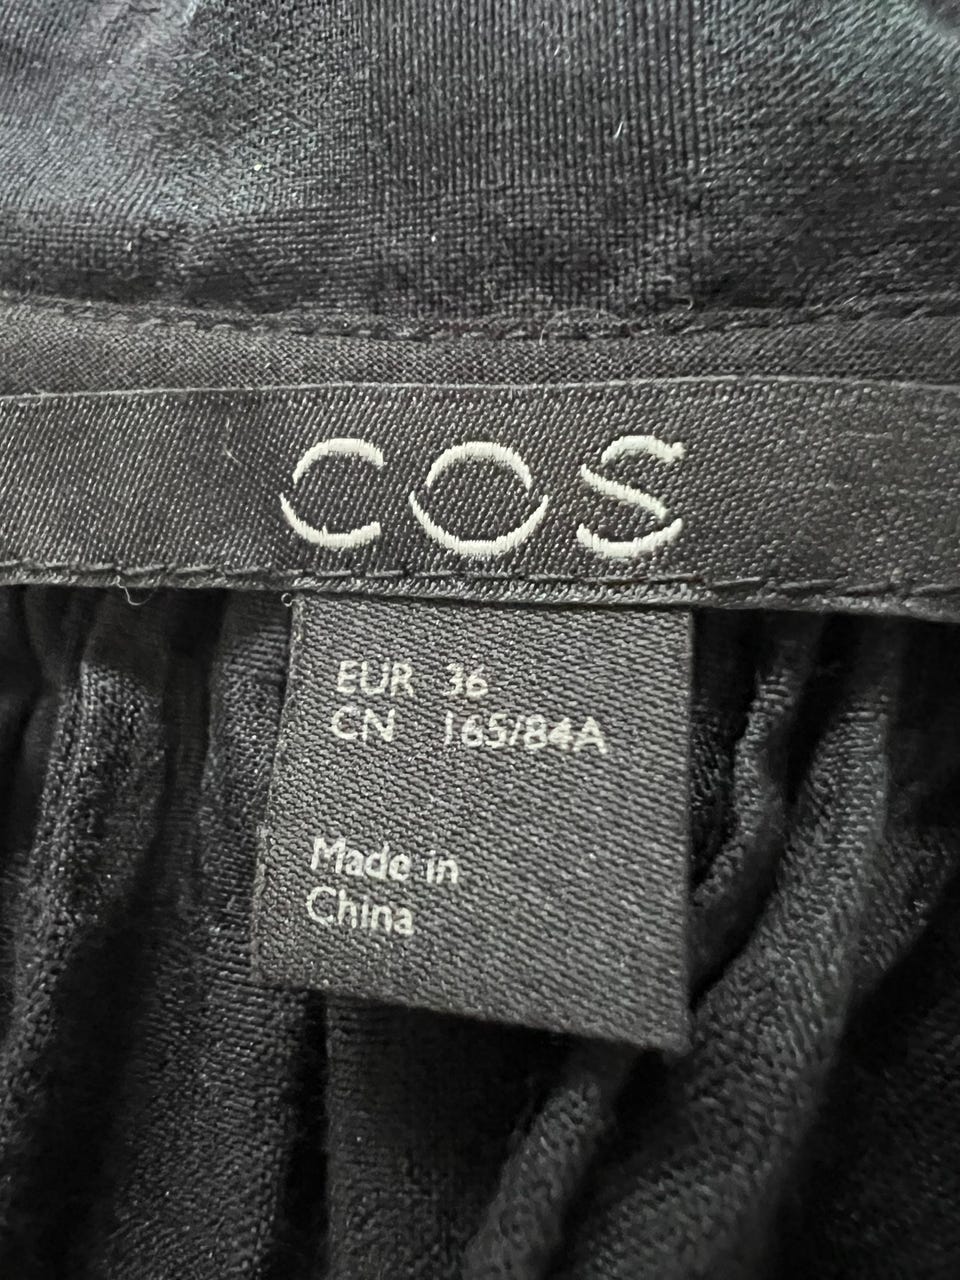 COS
EUR 36
CN 165/84A
Made in
China